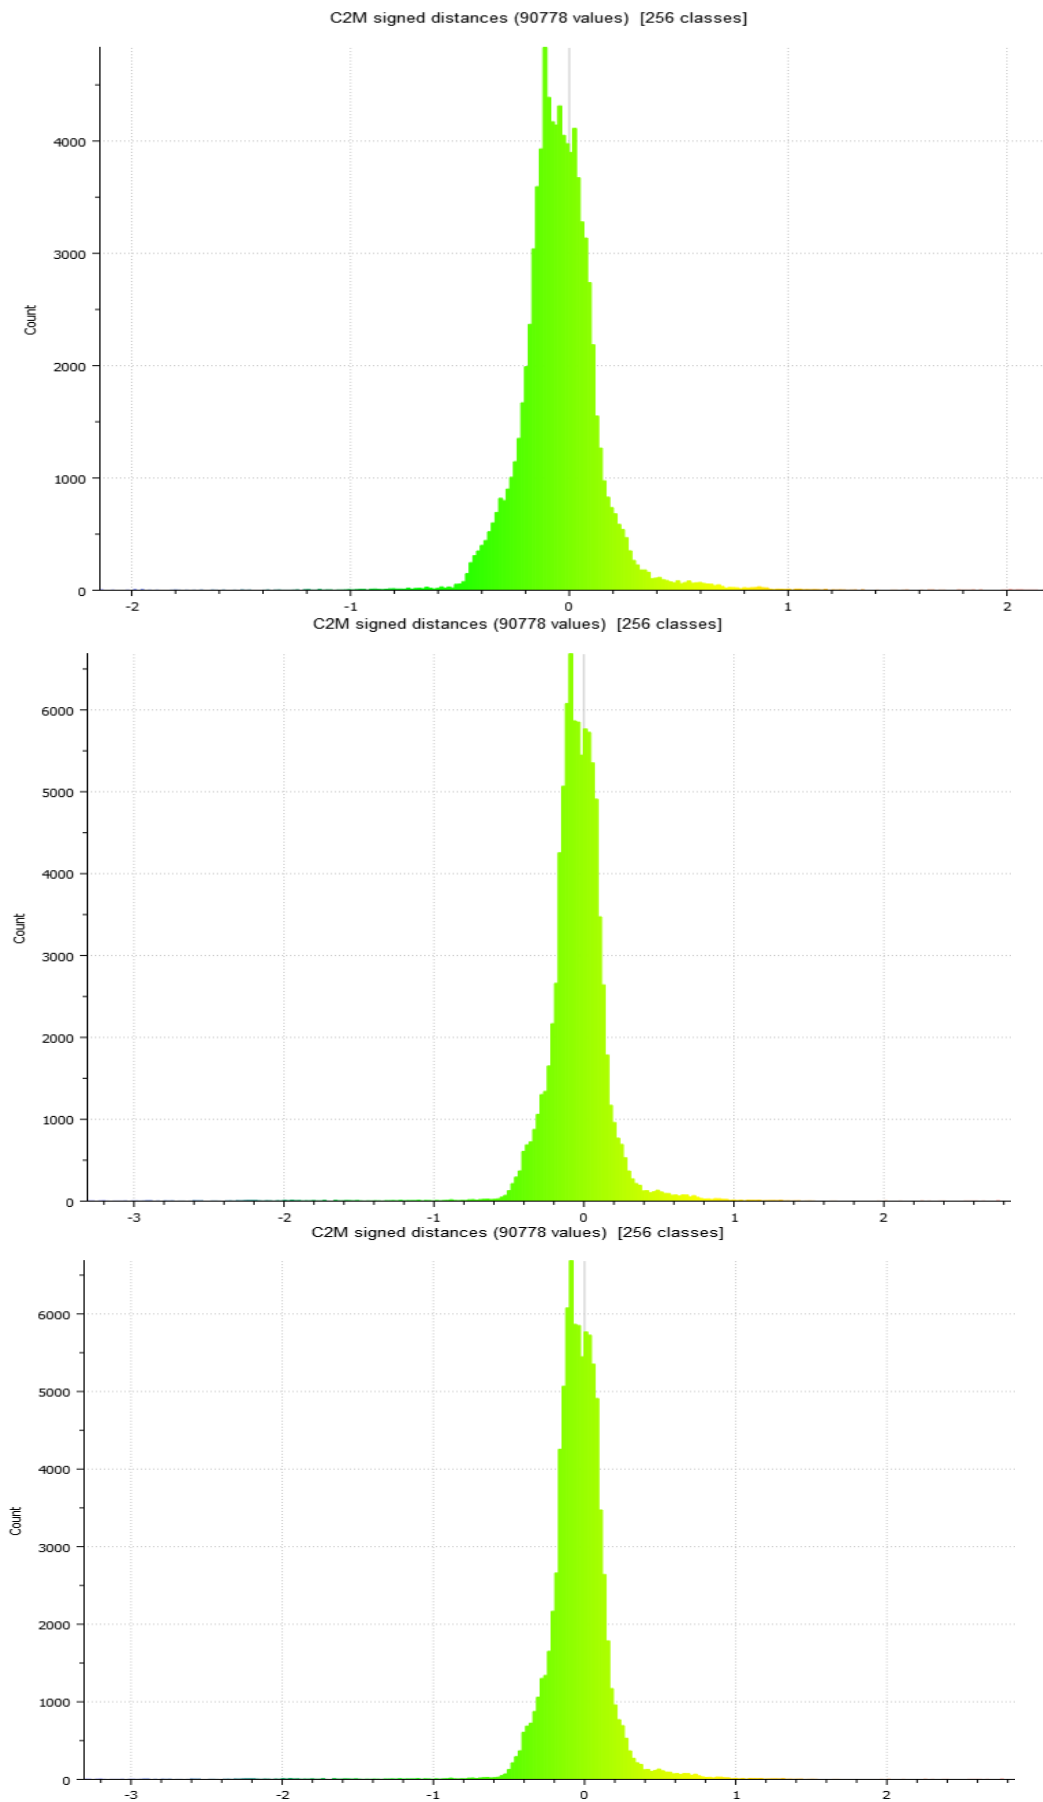 C2M signed distances (90778 values) [256 classes]
4000
3000
2000
1000
0
Count
-2 -1 0 1 2
C2M signed distances (90778 values) [256 classes]
6000
5000
4000
3000
2000
1000
0
Count
-3 -2 -1 0 1 2
C2M signed distances (90778 values) [256 classes]
6000
5000
4000
3000
2000
1000
0
Count
-3 -2 -1 0 1 2